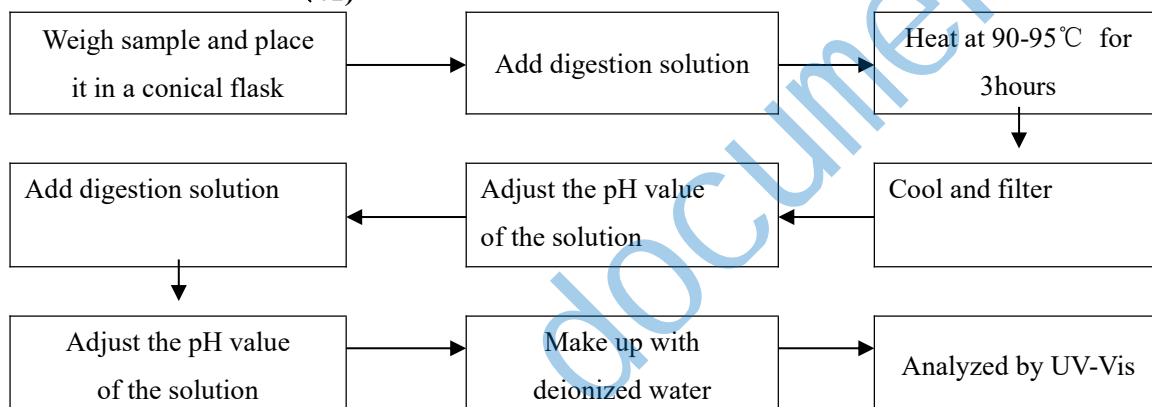 Weigh sample and place
it in a conical flask
Add digestion solution
Heat at 90-95℃ for
3hours
Cool and filter
Adjust the pH value
of the solution
Add digestion solution
Adjust the pH value
of the solution
Make up with
deionized water
Analyzed by UV-Vis